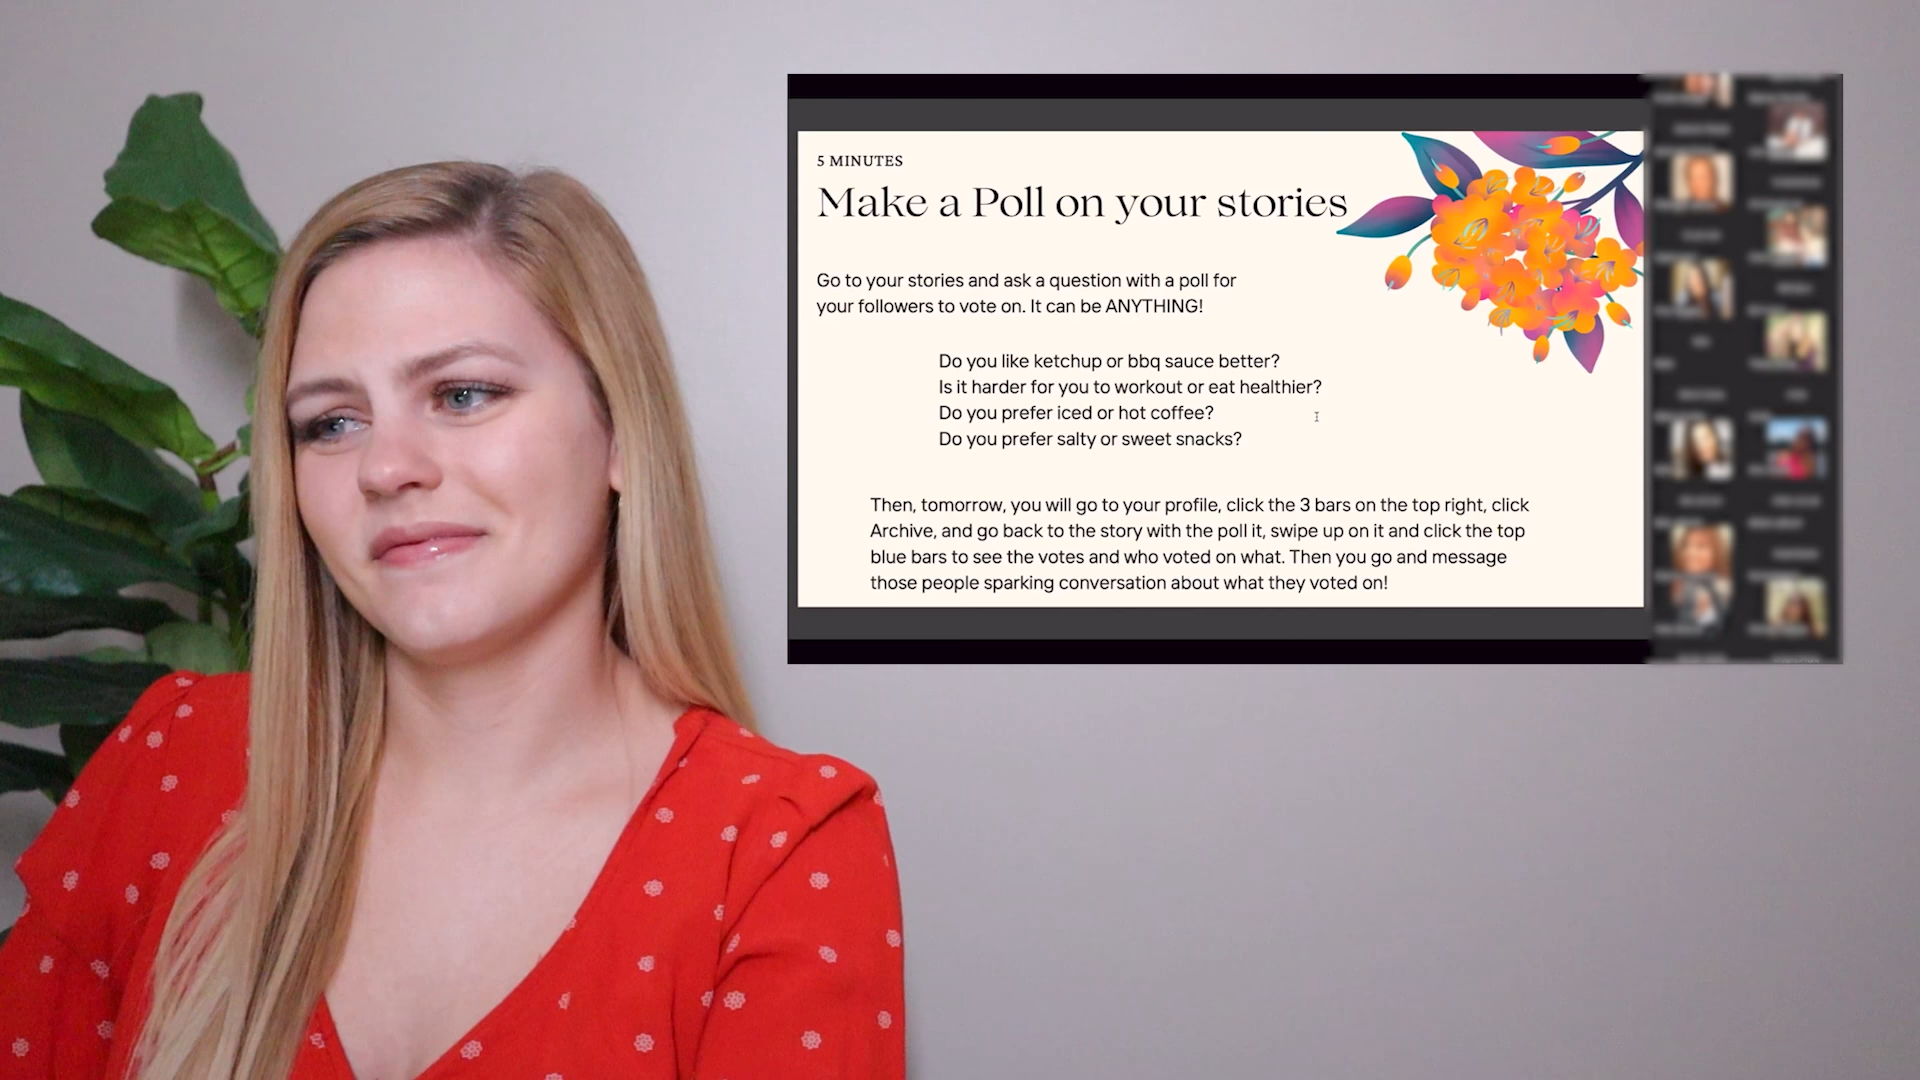 5 MINUTES
Make a Poll on your stories
Go to your stories and ask a question with a poll for
your followers to vote on. It can be ANYTHING!
Do you like ketchup or bbq sauce better?
Is it harder for you to workout or eat healthier?
Do you prefer iced or hot coffee?
Do you prefer salty or sweet snacks?
Then, tomorrow, you will go to your profile, click the 3 bars on the top right, click
Archive, and go back to the story with the poll it, swipe up on it and click the top
blue bars to see the votes and who voted on what. Then you go and message
those people sparking conversation about what they voted on!